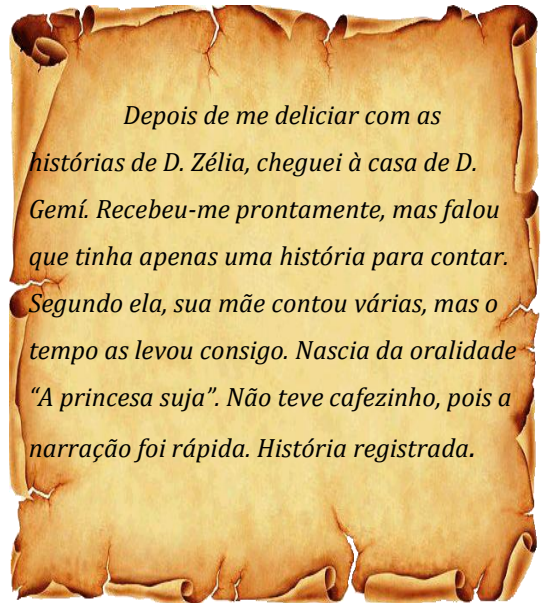 Depois de me deliciar com as
histórias de D. Zélia, cheguei à casa de D.
Gemí. Recebeu-me prontamente, mas falou
que tinha apenas uma história para contar.
Segundo ela, sua mãe contou várias, mas o
tempo as levou consigo. Nascia da oralidade
“A princesa suja”. Não teve cafezinho, pois a
narração foi rápida. História registrada.